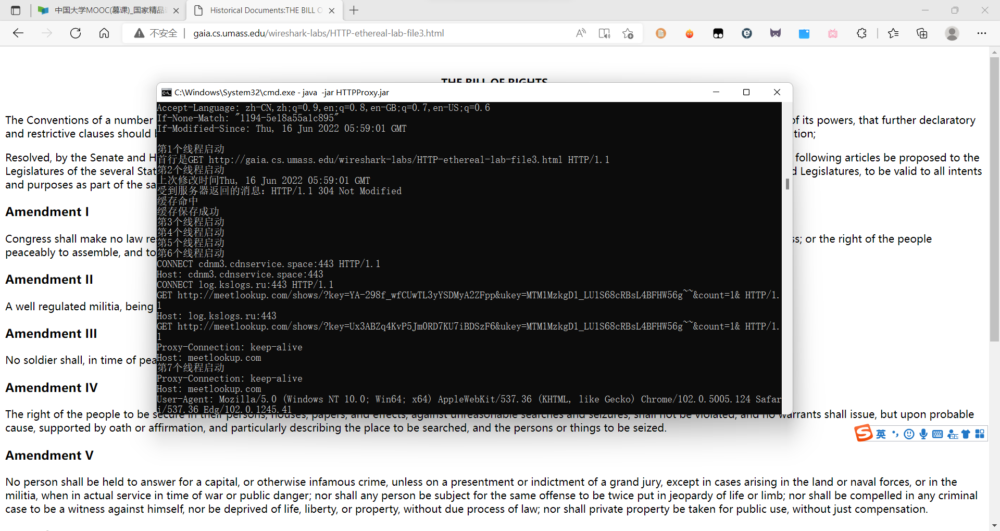 中国大学MOOC(慕课)_国家精品
Historical Documents:THE BILL O
不安全
gaia.cs.umass.edu/wireshark-labs/HTTP-ethereal-lab-file3.html
THE BILL OF RIGHTS
C:\Windows\System32\cmd.exe - java  -jar HTTPProxy.jar
Accept-Language: zh-CN,zh;q=0.9,en;q=0.8,en-GB;q=0.7,en-US;q=0.6
If-None-Match: "1194-5e18a55a1c895"
If-Modified-Since: Thu, 16 Jun 2022 05:59:01 GMT
第1个线程启动
首行是GET http://gaia.cs.umass.edu/wireshark-labs/HTTP-ethereal-lab-file3.html HTTP/1.1
第2个线程启动
上次修改时间Thu, 16 Jun 2022 05:59:01 GMT
受到服务器返回的消息: HTTP/1.1 304 Not Modified
缓存命中
缓存保存成功
第3个线程启动
第4个线程启动
第5个线程启动
第6个线程启动
CONNECT cdnm3.cdnservice.space:443 HTTP/1.1
Host: cdnm3.cdnservice.space:443
CONNECT log.kslogs.ru:443 HTTP/1.1
GET http://meetlookup.com/shows/?key=YA-298f_wfCUwTL3yYSDMyA2ZFpp&ukey=MTM1MzkgD1_LU1S68cRBsL4BFHW56g~~&count=1& HTTP/1.
1
Host: log.kslogs.ru:443
GET http://meetlookup.com/shows/?key=Ux3ABZq4KvP5Jm0RD7KU7iBDSzF6&ukey=MTM1MzkgD1_LU1S68cRBsL4BFHW56g~~&count=1& HTTP/1.
1
Proxy-Connection: keep-alive
Host: meetlookup.com
第7个线程启动
Proxy-Connection: keep-alive
Host: meetlookup.com
User-Agent: Mozilla/5.0 (Windows NT 10.0; Win64; x64) AppleWebKit/537.36 (KHTML, like Gecko) Chrome/102.0.5005.124 Safar
i/537.36 Edg/102.0.1245.41
The Conventions of a number
f its powers, that further declaratory
and restrictive clauses should
tion;
Resolved, by the Senate and H
following articles be proposed to the
Legislatures of the several Stat
d Legislatures, to be valid to all intents
and purposes as part of the sa
Amendment I
Congress shall make no law re
ss; or the right of the people
peaceably to assemble, and to
Amendment II
A well regulated militia, being
Amendment III
No soldier shall, in time of pea
Amendment IV
The right of the people to be secure in their persons, houses, papers, and effects, against unreasonable searches and seizures, shall not be violated, and no warrants shall issue, but upon probable
cause, supported by oath or affirmation, and particularly describing the place to be searched, and the persons or things to be seized.
英
Amendment V
No person shall be held to answer for a capital, or otherwise infamous crime, unless on a presentment or indictment of a grand jury, except in cases arising in the land or naval forces, or in the
militia, when in actual service in time of war or public danger; nor shall any person be subject for the same offense to be twice put in jeopardy of life or limb; nor shall be compelled in any criminal
case to be a witness against himself, nor be deprived of life, liberty, or property, without due process of law; nor shall private property be taken for public use, without just compensation.